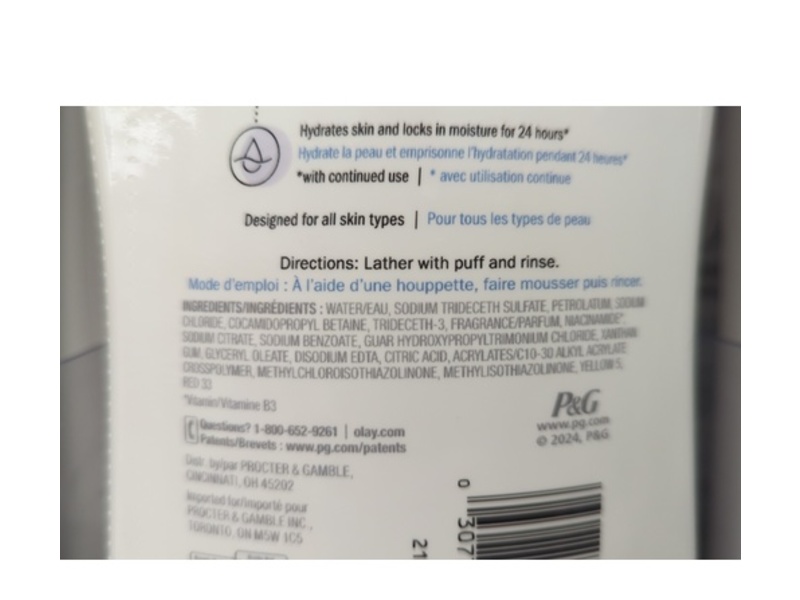 Hydrates skin and locks in moisture for 24 hours*
Hydrate la peau et emprisonne l'hydratation pendant 24 heures*
*with continued use | * avec utilisation continue
Designed for all skin types | Pour tous les types de peau
Directions: Lather with puff and rinse.
Mode d'emploi : À l'aide d'une houppette, faire mousser puis rincer.
INGREDIENTS/INGRÉDIENTS : WATER/EAU, SODIUM TRIDECETH SULFATE, PETROLATUM, SODIUM
CHLORIDE, COCAMIDOPROPYL BETAINE, TRIDECETH-3, FRAGRANCE/PARFUM, NIACINAMIDE*,
SODIUM CITRATE, SODIUM BENZOATE, GUAR HYDROXYPROPYLTRIMONIUM CHLORIDE, XANTHAN
GUM, GLYCERYL OLEATE, DISODIUM EDTA, CITRIC ACID, ACRYLATES/C10-30 ALKYL ACRYLATE
CROSSPOLYMER, METHYLCHLOROISOTHIAZOLINONE, METHYLISOTHIAZOLINONE, YELLOW 5,
RED 33
*Vitamin/Vitamine B3
P&G
www.pg.com
© 2024, P&G
Questions? 1-800-652-9261 | olay.com
Patents/Brevets : www.pg.com/patents
Distr. by/par PROCTER & GAMBLE,
CINCINNATI, OH 45202
Imported for/importé pour
PROCTER & GAMBLE INC.,
TORONTO, ON M5W 1C5
21
0 307